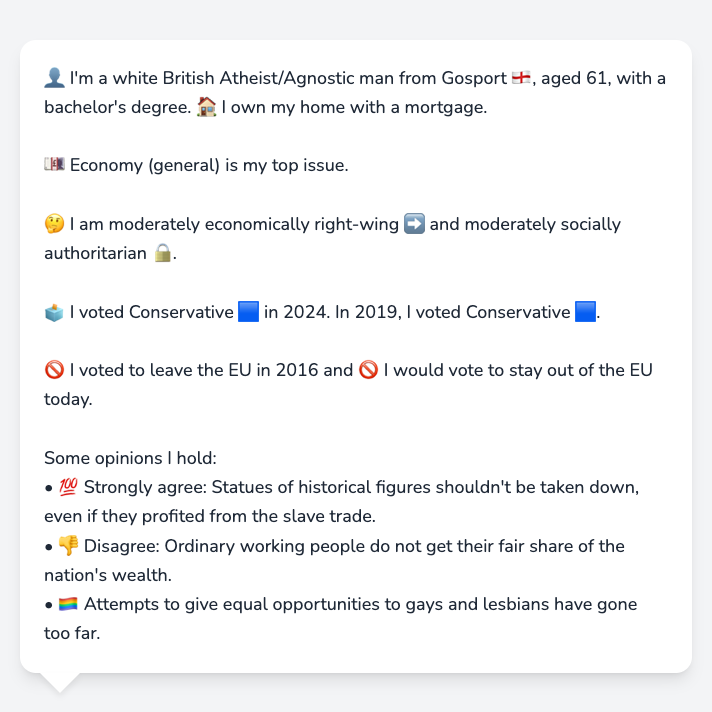 👤 I'm a white British Atheist/Agnostic man from Gosport 🏴󠁧󠁢󠁥󠁮󠁧󠁿, aged 61, with a
bachelor's degree. 🏠 I own my home with a mortgage.
💷 Economy (general) is my top issue.
🤔 I am moderately economically right-wing ➡️ and moderately socially
authoritarian 🔒.
🗳️ I voted Conservative 🟦 in 2024. In 2019, I voted Conservative 🟦.
🚫 I voted to leave the EU in 2016 and 🚫 I would vote to stay out of the EU
today.
Some opinions I hold:
• 💯 Strongly agree: Statues of historical figures shouldn't be taken down,
even if they profited from the slave trade.
• 👎 Disagree: Ordinary working people do not get their fair share of the
nation's wealth.
• 🏳️‍🌈 Attempts to give equal opportunities to gays and lesbians have gone
too far.